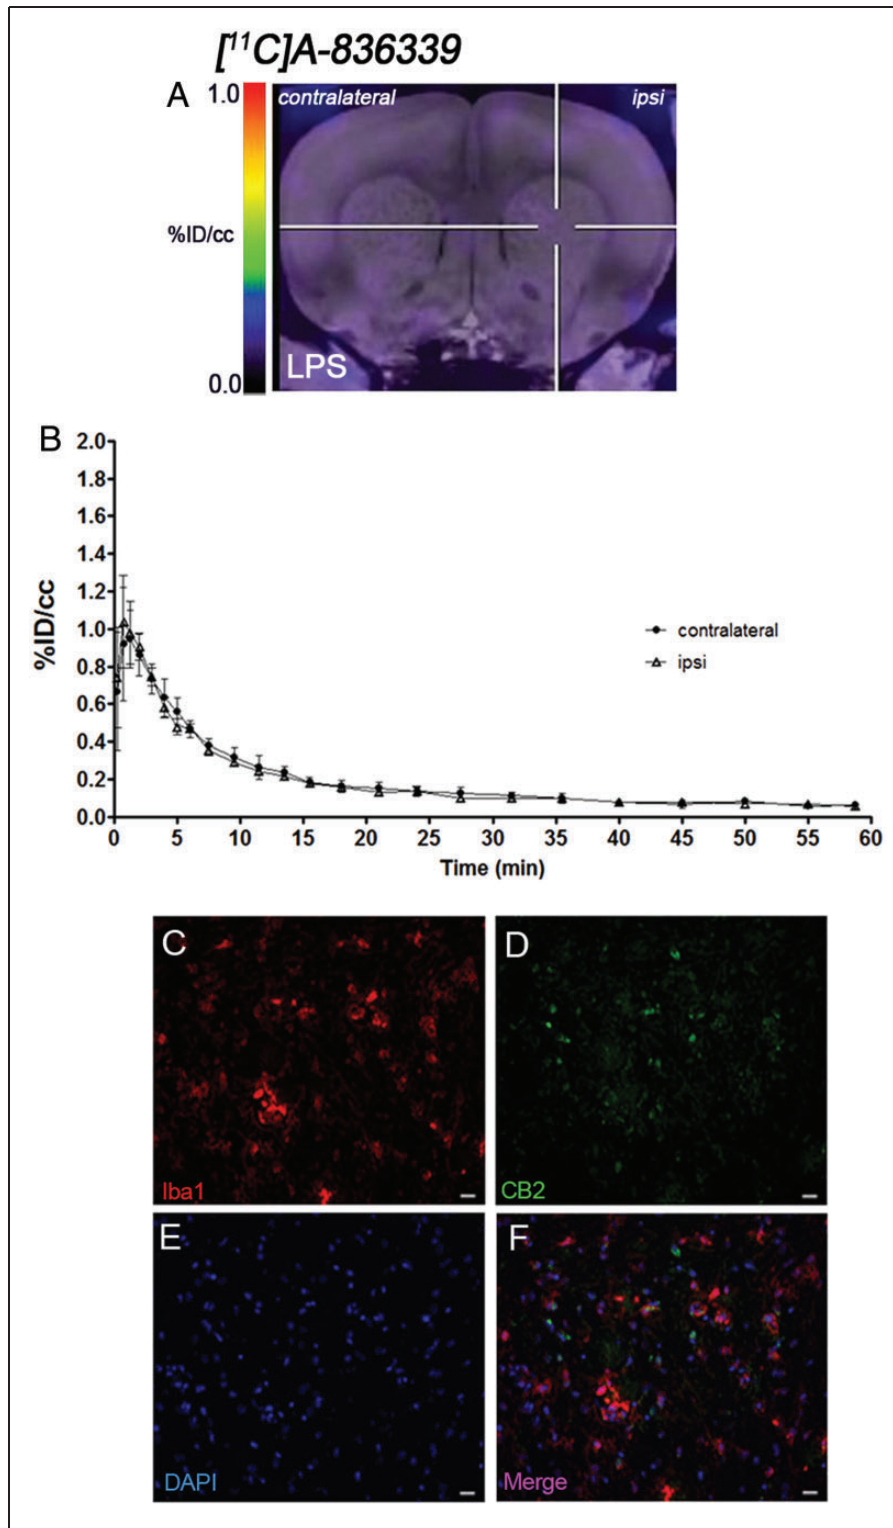 [¹¹C]A-836339
A
1.0
contralateral
ipsi
%ID/cc
LPS
0.0
B
2.0
1.8
1.6
1.4
1.2
1.0
0.8
0.6
0.4
0.2
0.0
%ID/cc
contralateral
ipsi
0 5 10 15 20 25 30 35 40 45 50 55 60
Time (min)
C
Iba1
D
CB2
E
DAPI
F
Merge